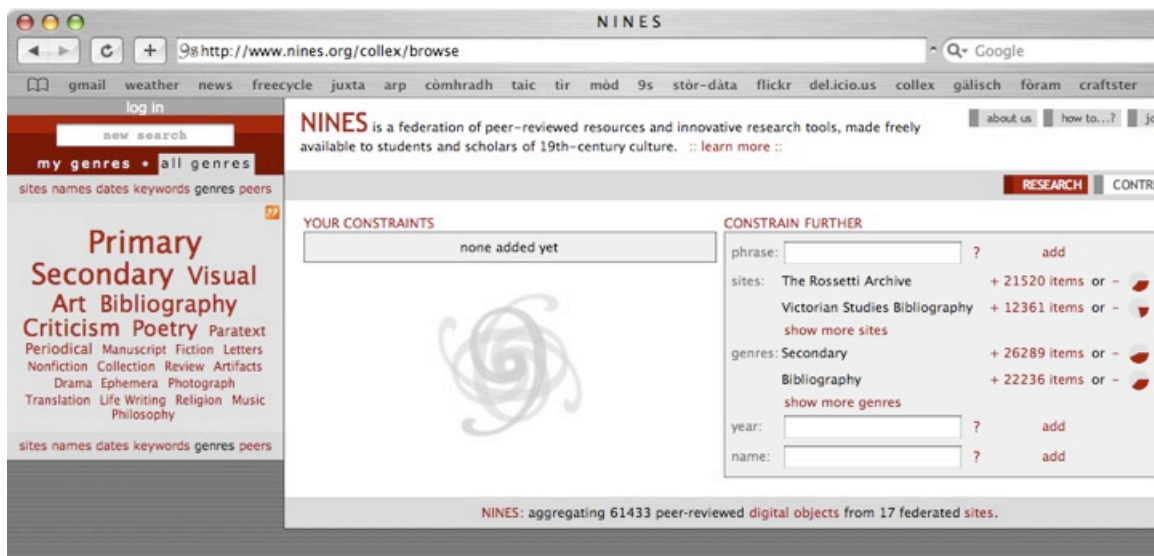 NINES
http://www.nines.org/collex/browse
Google
gmail weather news freecycle juxta arp còmhradh taic tìr mòd 9s stòr-dàta flickr del.icio.us collex gàilisch fòram craftster
log in
new search
my genres • all genres
sites names dates keywords genres peers
Primary
Secondary Visual
Art Bibliography
Criticism Poetry Paratext
Periodical Manuscript Fiction Letters
Nonfiction Collection Review Artifacts
Drama Ephemera Photograph
Translation Life Writing Religion Music
Philosophy
sites names dates keywords genres peers
NINES is a federation of peer-reviewed resources and innovative research tools, made freely
available to students and scholars of 19th-century culture. :: learn more ::
about us how to...?
RESEARCH
YOUR CONSTRAINTS
none added yet
CONSTRAIN FURTHER
phrase: ? add
sites: The Rossetti Archive + 21520 items or -
Victorian Studies Bibliography + 12361 items or -
show more sites
genres: Secondary + 26289 items or -
Bibliography + 22236 items or -
show more genres
year: ? add
name: ? add
NINES: aggregating 61433 peer-reviewed digital objects from 17 federated sites.